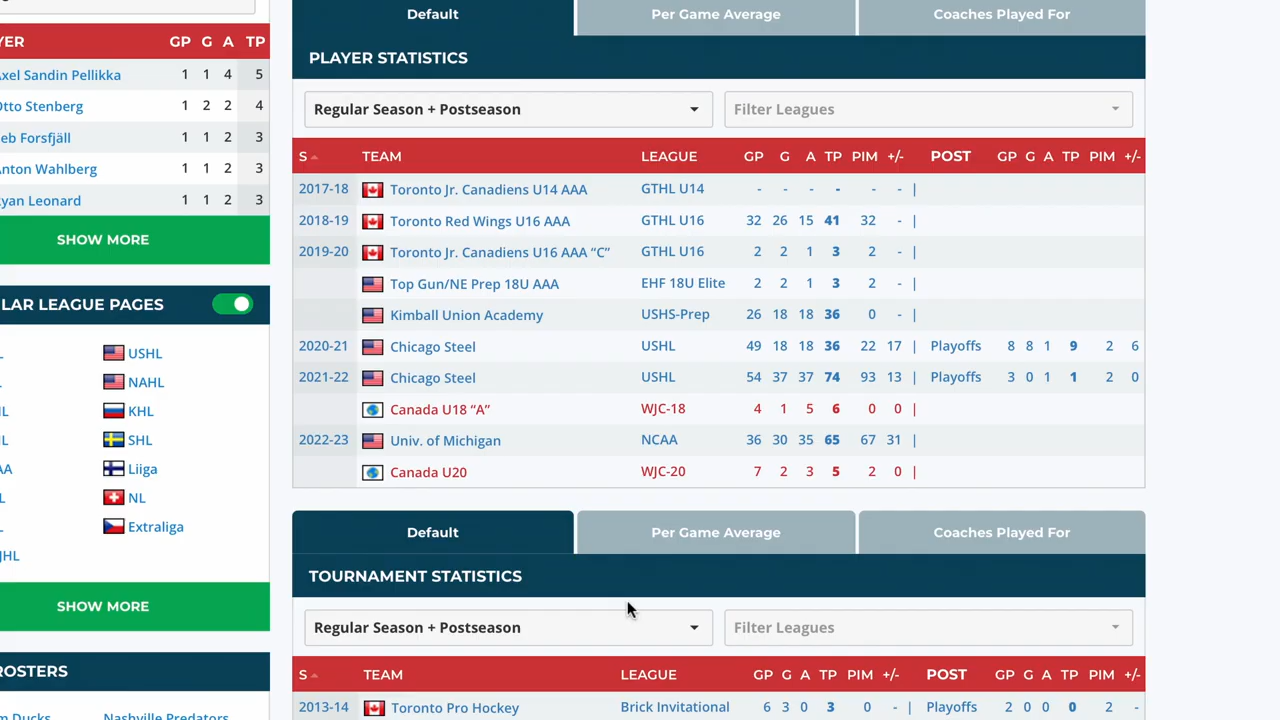 Default Per Game Average Coaches Played For
YER GP G A TP
PLAYER STATISTICS
xel Sandin Pellikka 1 1 4 5
Otto Stenberg 1 2 2 4
eb Forsfjäll 1 1 2 3
nton Wahlberg 1 1 2 3
yan Leonard 1 1 2 3
SHOW MORE
Regular Season + Postseason Filter Leagues
S TEAM LEAGUE GP G A TP PIM +/- POST GP G A TP PIM +/-
2017-18 Toronto Jr. Canadiens U14 AAA GTHL U14 - - - - - - |
2018-19 Toronto Red Wings U16 AAA GTHL U16 32 26 15 41 32 - |
2019-20 Toronto Jr. Canadiens U16 AAA “C” GTHL U16 2 2 1 3 2 - |
Top Gun/NE Prep 18U AAA EHF 18U Elite 2 2 1 3 2 - |
Kimball Union Academy USHS-Prep 26 18 18 36 0 - |
2020-21 Chicago Steel USHL 49 18 18 36 22 17 | Playoffs 8 8 1 9 2 6
2021-22 Chicago Steel USHL 54 37 37 74 93 13 | Playoffs 3 0 1 1 2 0
Canada U18 “A” WJC-18 4 1 5 6 0 0 |
2022-23 Univ. of Michigan NCAA 36 30 35 65 67 31 |
Canada U20 WJC-20 7 2 3 5 2 0 |
LAR LEAGUE PAGES
L USHL
NAHL
HL KHL
HL SHL
AA Liiga
L NL
L Extraliga
JHL
SHOW MORE
ROSTERS
m Ducks Nashville Predators
Default Per Game Average Coaches Played For
TOURNAMENT STATISTICS
Regular Season + Postseason Filter Leagues
S TEAM LEAGUE GP G A TP PIM +/- POST GP G A TP PIM +/-
2013-14 Toronto Pro Hockey Brick Invitational 6 3 0 3 0 - | Playoffs 2 0 0 0 2 -